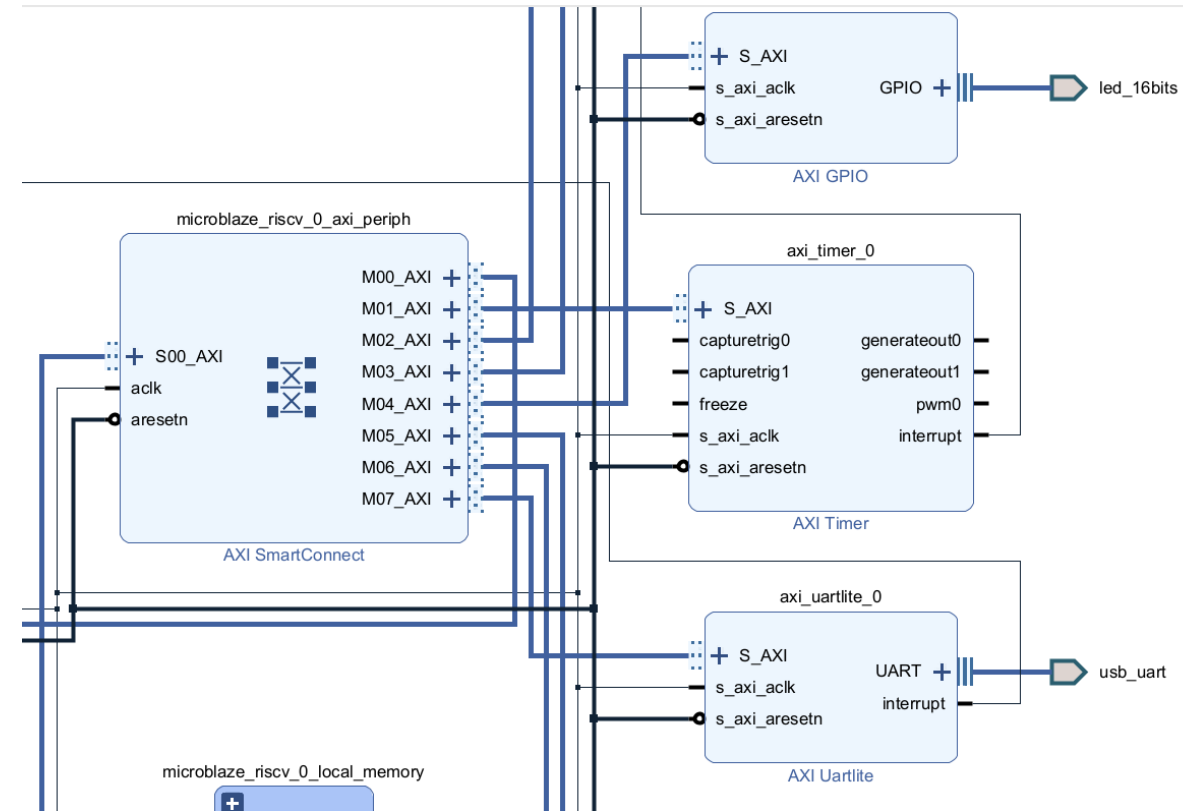 S_AXI
s_axi_aclk
s_axi_aresetn
GPIO
led_16bits
AXI GPIO
microblaze_riscv_0_axi_periph
S00_AXI
aclk
aresetn
M00_AXI
M01_AXI
M02_AXI
M03_AXI
M04_AXI
M05_AXI
M06_AXI
M07_AXI
AXI SmartConnect
axi_timer_0
S_AXI
capturetrig0
capturetrig1
freeze
s_axi_aclk
s_axi_aresetn
generateout0
generateout1
pwm0
interrupt
AXI Timer
axi_uartlite_0
S_AXI
s_axi_aclk
s_axi_aresetn
UART
interrupt
usb_uart
AXI Uartlite
microblaze_riscv_0_local_memory